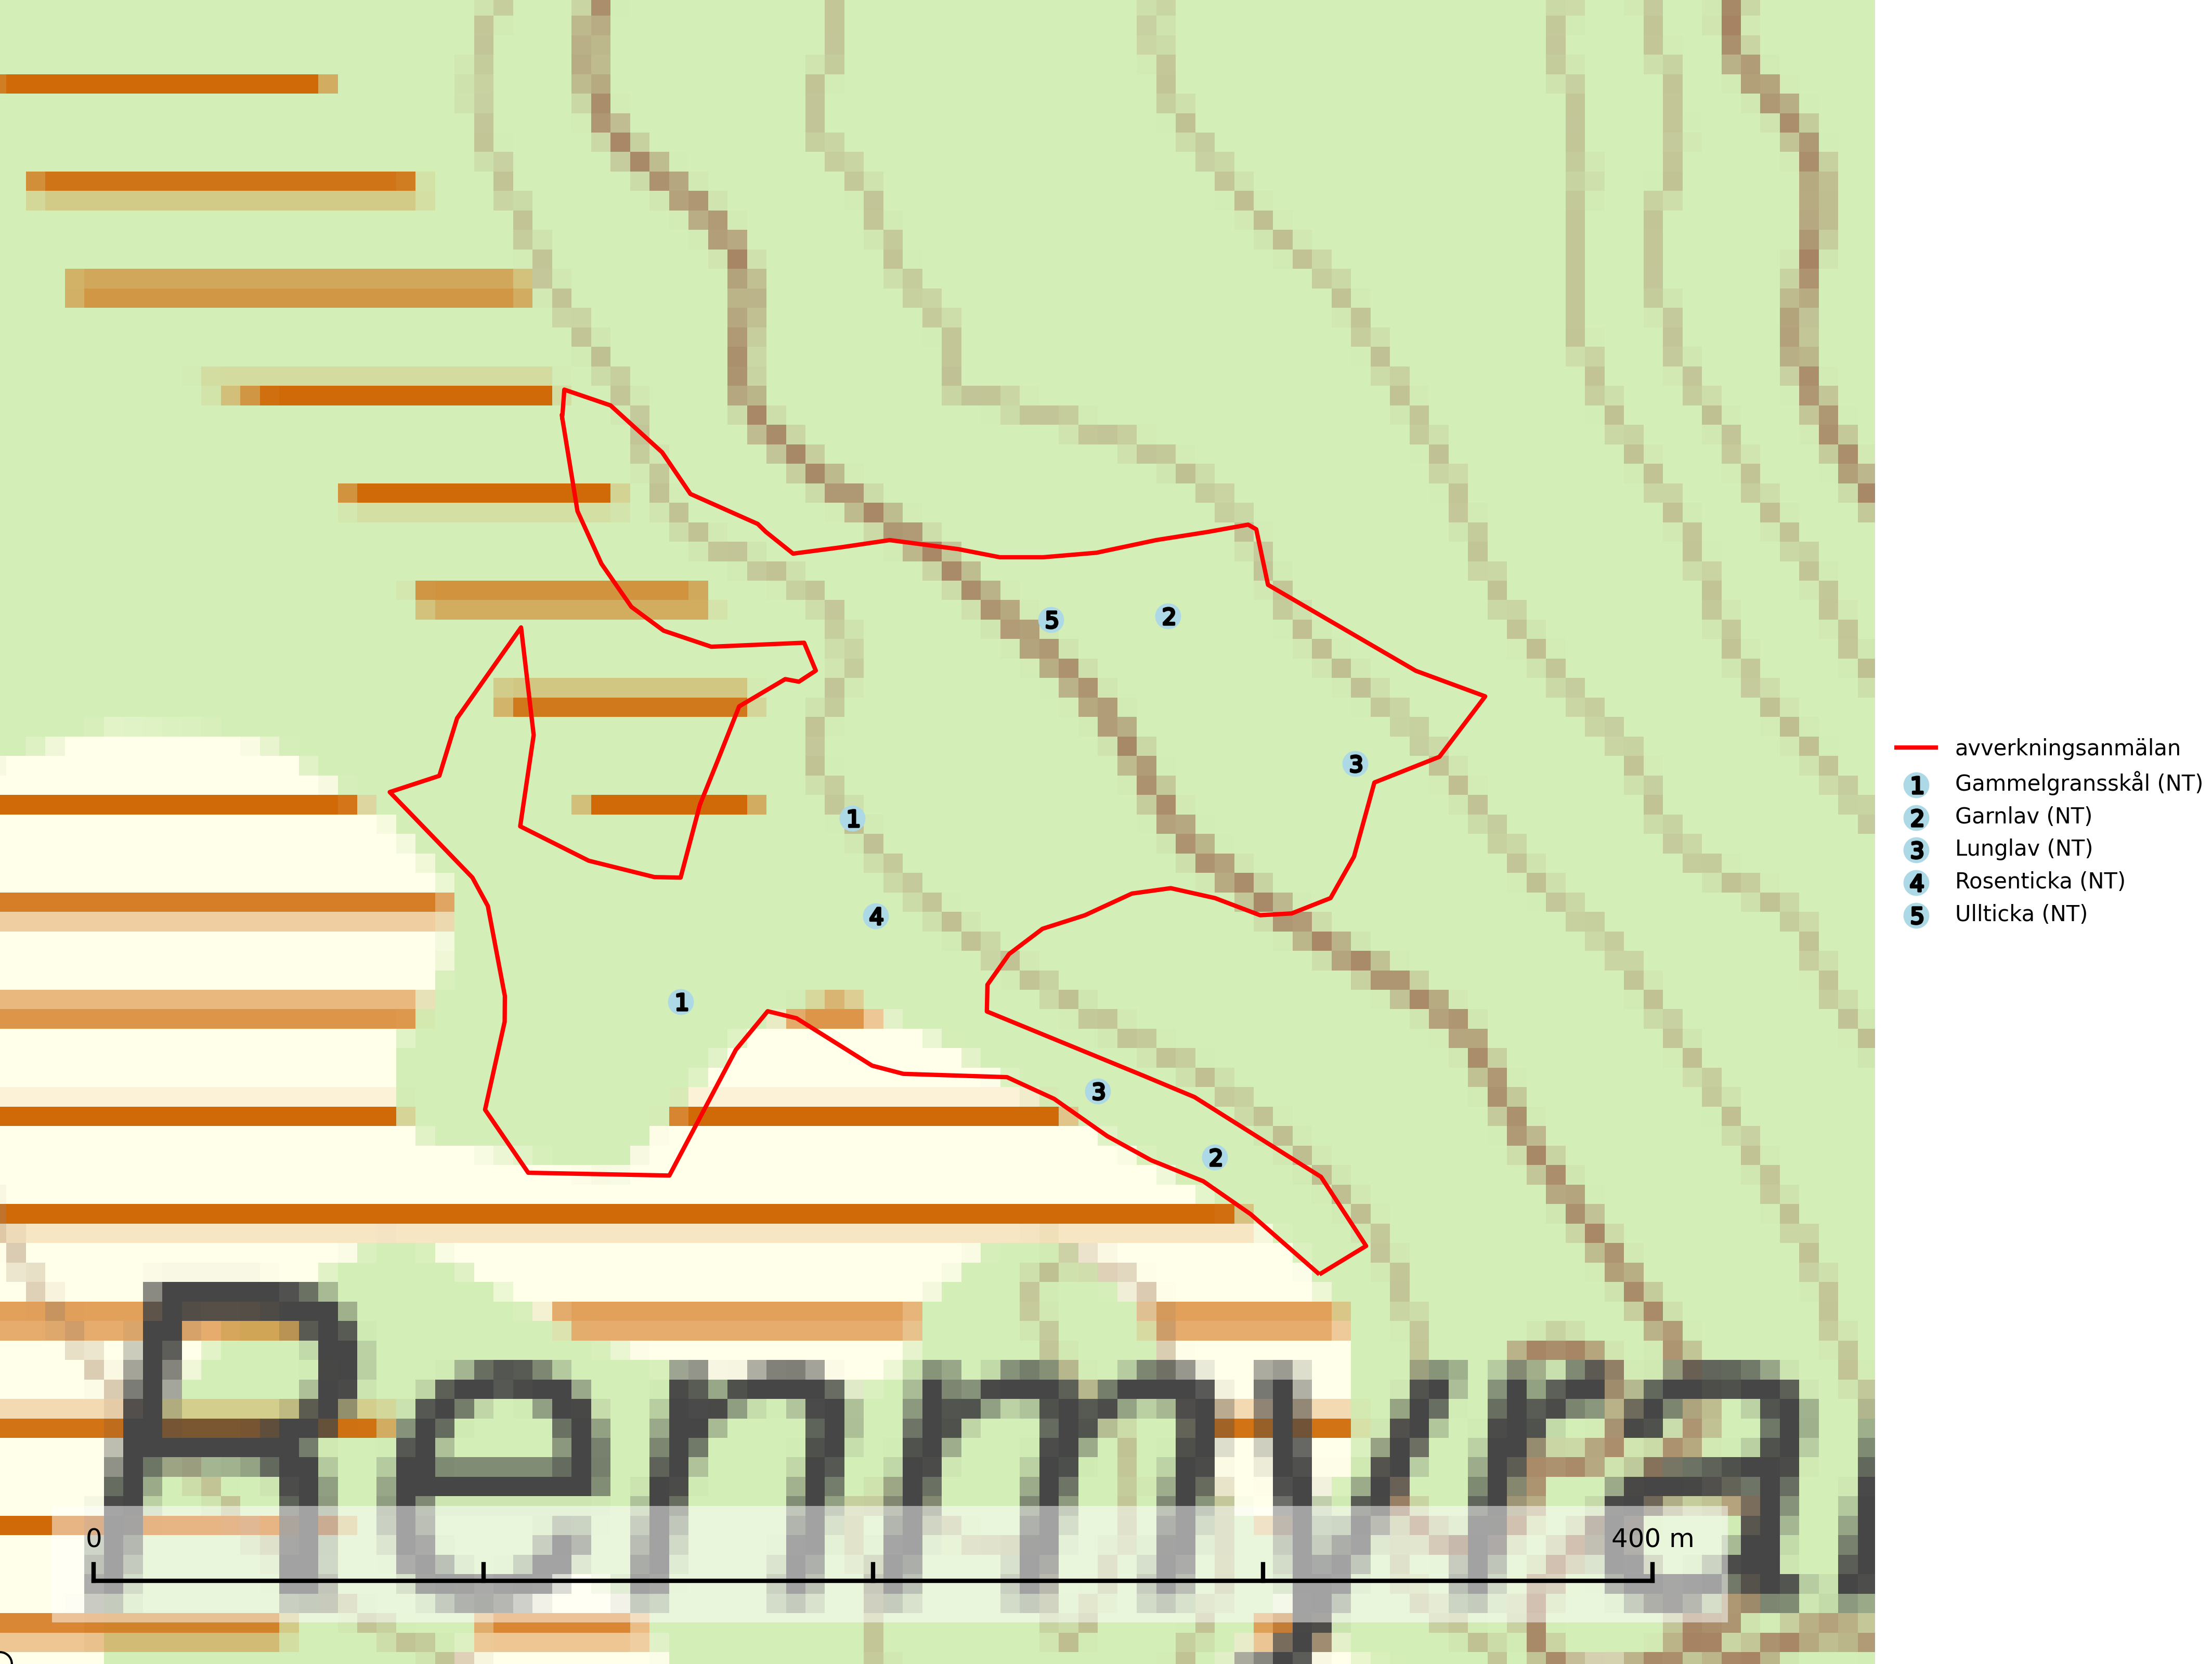 5
2
3
1
4
1
3
2
avverkningsanmälan
1 Gammelgransskål (NT)
2 Garnlav (NT)
3 Lunglav (NT)
4 Rosenticka (NT)
5 Ullticka (NT)
0 400 m